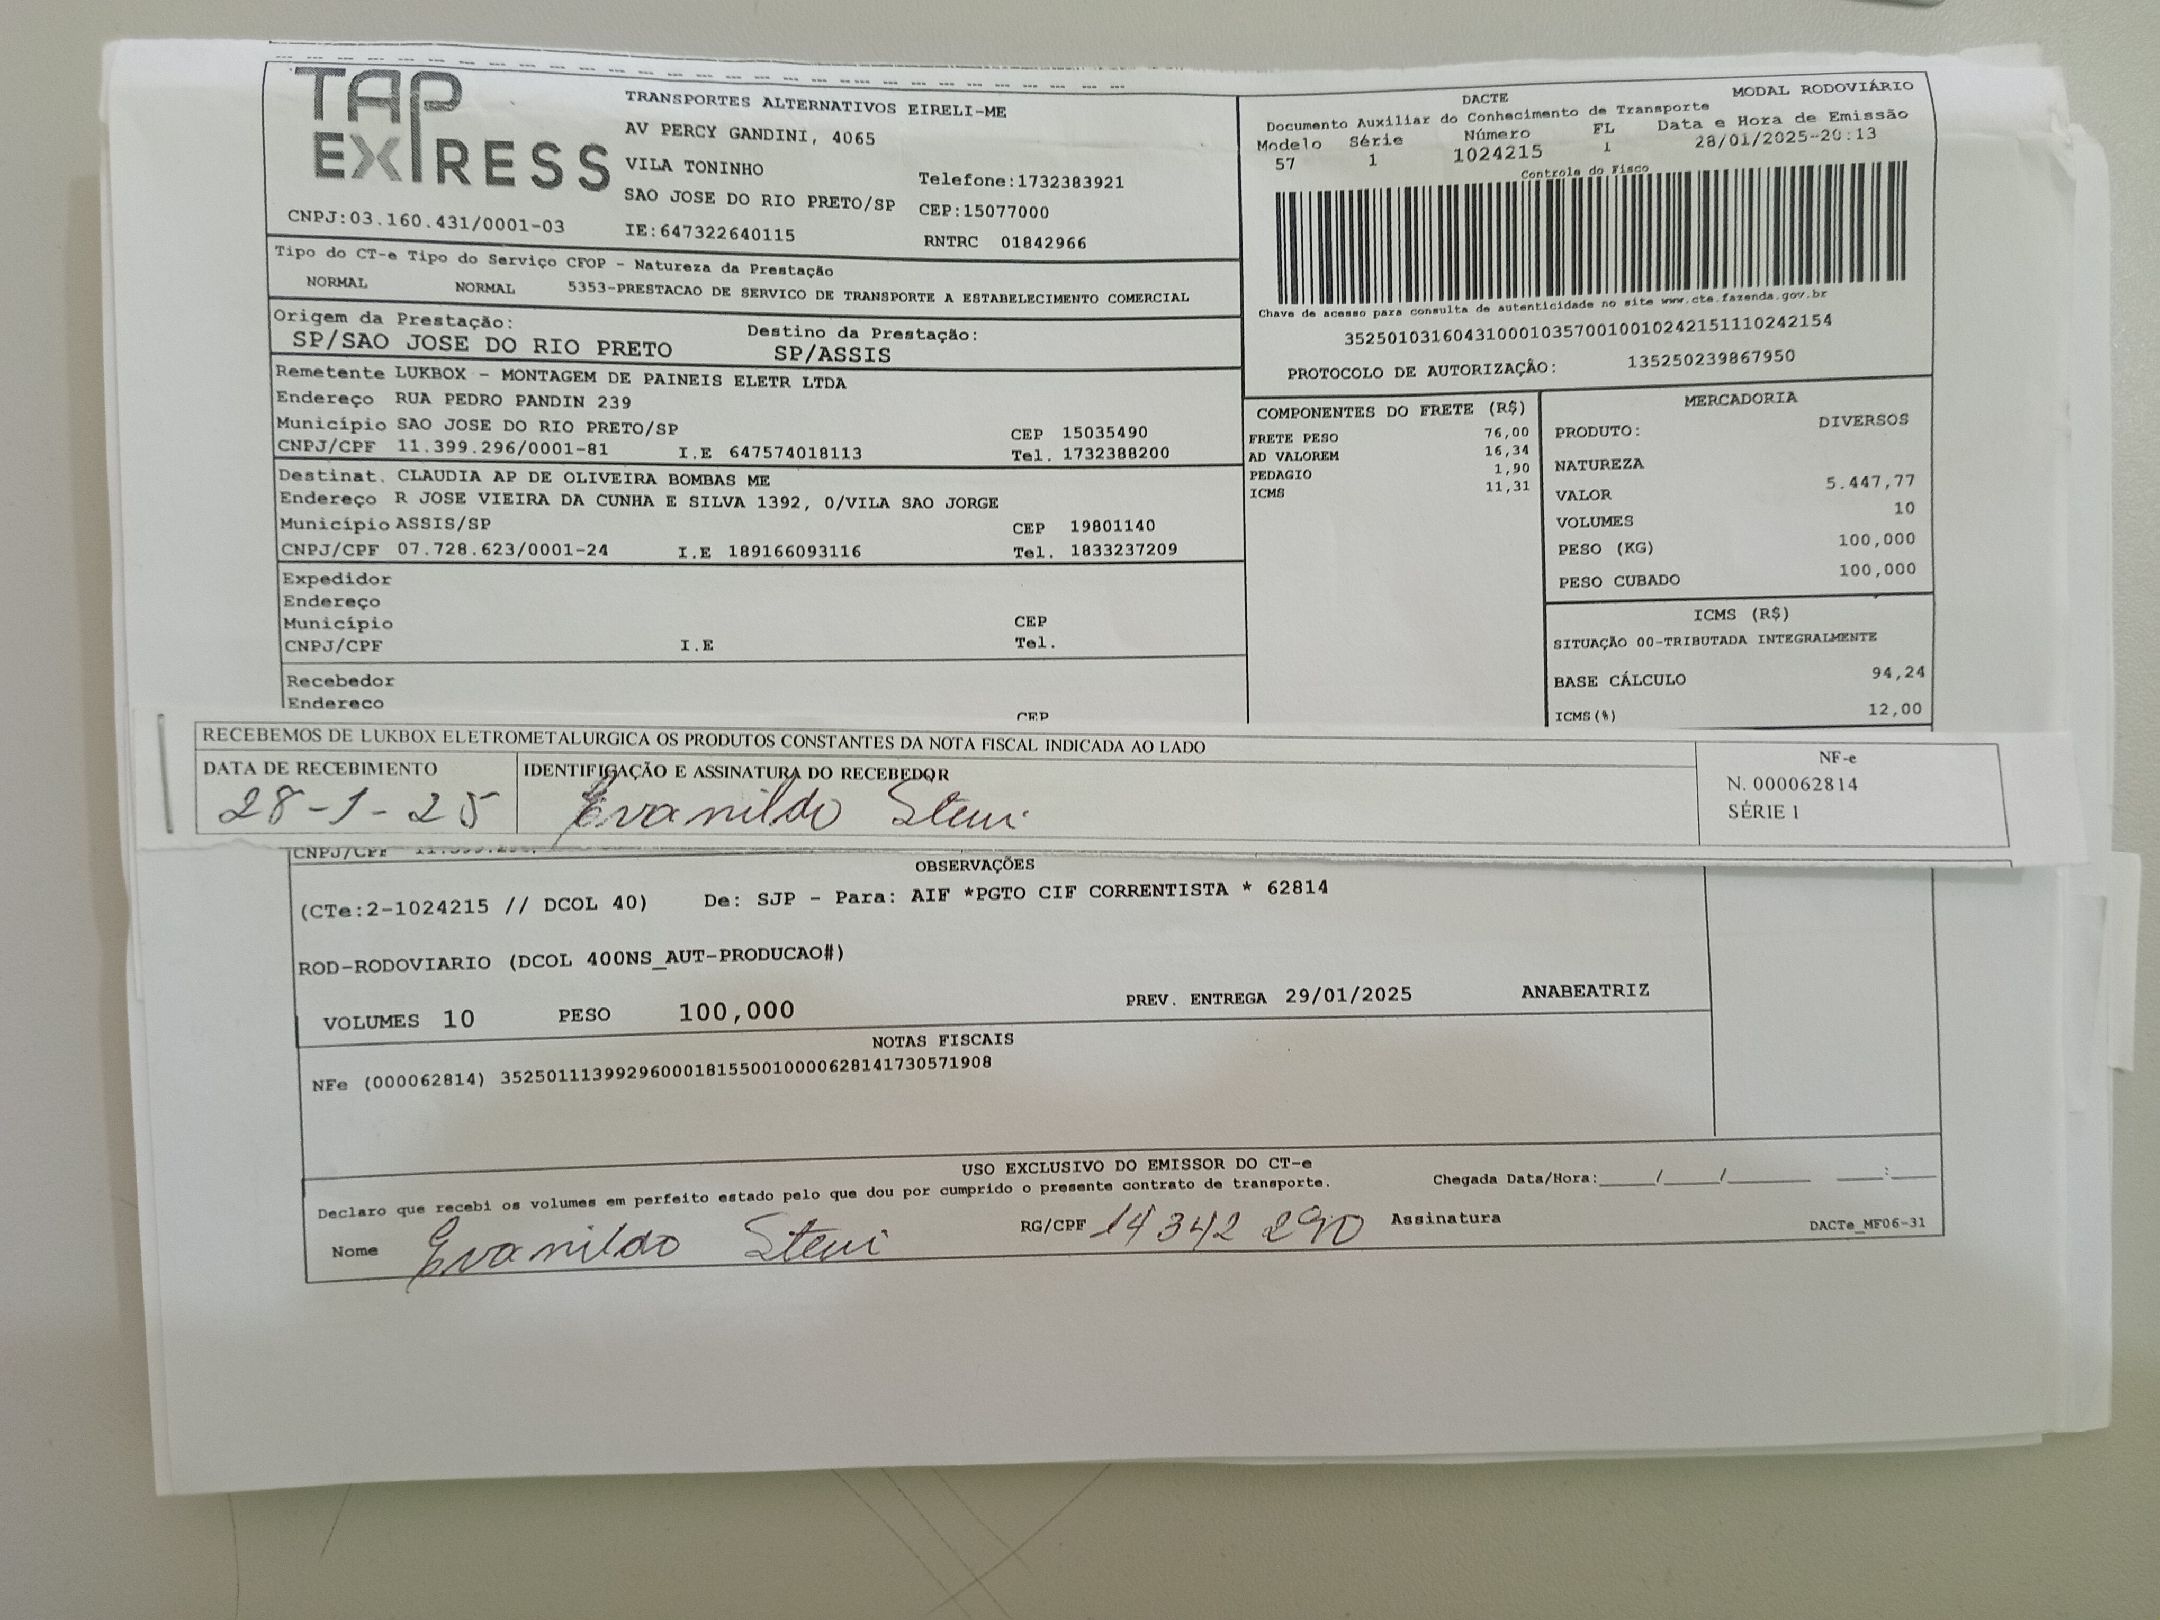 TAP EXPRESS
TRANSPORTES ALTERNATIVOS EIRELI-ME
AV PERCY GANDINI, 4065
VILA TONINHO
Telefone:1732383921
SAO JOSE DO RIO PRETO/SP CEP:15077000
CNPJ:03.160.431/0001-03 IE:647322640115 RNTRC 01842966
DACTE MODAL RODOVIÁRIO
Documento Auxiliar do Conhecimento de Transporte
Modelo Série Número FL Data e Hora de Emissão
57 1 1024215 1 28/01/2025-20:13
Controle do Fisco
Chave de acesso para consulta de autenticidade no site www.cte.fazenda.gov.br
35250103160431000103570010010242151110242154
PROTOCOLO DE AUTORIZAÇÃO: 135250239867950
Tipo do CT-e Tipo do Serviço CFOP - Natureza da Prestação
NORMAL NORMAL 5353-PRESTACAO DE SERVICO DE TRANSPORTE A ESTABELECIMENTO COMERCIAL
Origem da Prestação: Destino da Prestação:
SP/SAO JOSE DO RIO PRETO SP/ASSIS
Remetente LUKBOX - MONTAGEM DE PAINEIS ELETR LTDA
Endereço RUA PEDRO PANDIN 239
Município SAO JOSE DO RIO PRETO/SP CEP 15035490
CNPJ/CPF 11.399.296/0001-81 I.E 647574018113 Tel. 1732388200
Destinat. CLAUDIA AP DE OLIVEIRA BOMBAS ME
Endereço R JOSE VIEIRA DA CUNHA E SILVA 1392, 0/VILA SAO JORGE
Município ASSIS/SP CEP 19801140
CNPJ/CPF 07.728.623/0001-24 I.E 189166093116 Tel. 1833237209
Expedidor
Endereço
Município CEP
CNPJ/CPF I.E Tel.
Recebedor
Endereco
CEP
COMPONENTES DO FRETE (R$)
FRETE PESO 76,00
AD VALOREM 16,34
PEDAGIO 1,90
ICMS 11,31
MERCADORIA
PRODUTO: DIVERSOS
NATUREZA
VALOR 5.447,77
VOLUMES 10
PESO (KG) 100,000
PESO CUBADO 100,000
ICMS (R$)
SITUAÇÃO 00-TRIBUTADA INTEGRALMENTE
BASE CÁLCULO 94,24
ICMS(%) 12,00
RECEBEMOS DE LUKBOX ELETROMETALURGICA OS PRODUTOS CONSTANTES DA NOTA FISCAL INDICADA AO LADO
DATA DE RECEBIMENTO IDENTIFICAÇÃO E ASSINATURA DO RECEBEDOR
28-1-25 Evanildo Steui
NF-e
N. 000062814
SÉRIE 1
CNPJ/CPF
OBSERVAÇÕES
(CTe:2-1024215 // DCOL 40) De: SJP - Para: AIF *PGTO CIF CORRENTISTA * 62814
ROD-RODOVIARIO (DCOL 400NS_AUT-PRODUCAO#)
VOLUMES 10 PESO 100,000 PREV. ENTREGA 29/01/2025 ANABEATRIZ
NOTAS FISCAIS
NFe (000062814) 35250111399296000181550010000628141730571908
USO EXCLUSIVO DO EMISSOR DO CT-e
Declaro que recebi os volumes em perfeito estado pelo que dou por cumprido o presente contrato de transporte. Chegada Data/Hora:____/____/______ ____:____
Nome Evanildo Steui RG/CPF 14342290 Assinatura DACTe_MF06-31